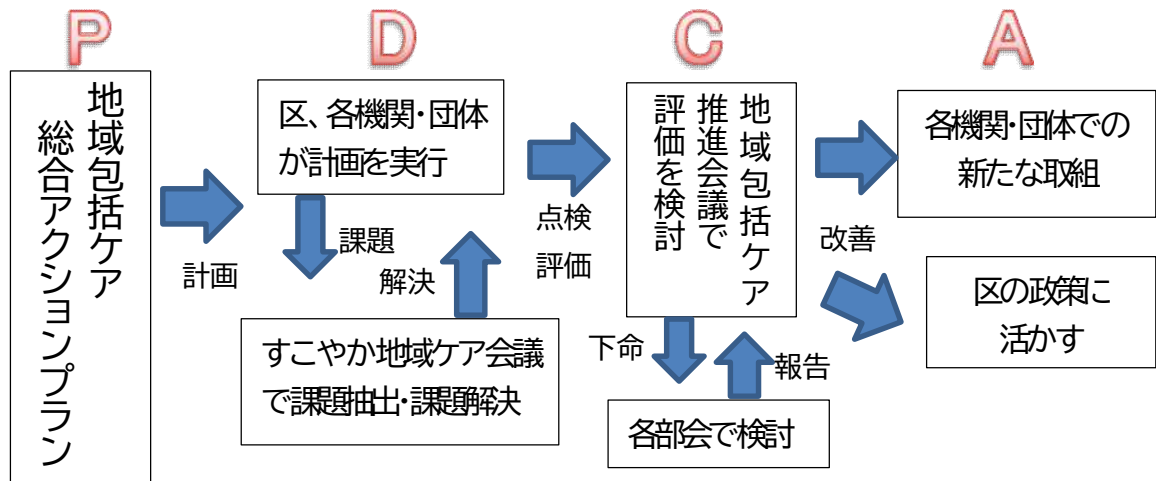 P
地域包括ケア
総合アクションプラン
計画
D
区、各機関・団体
が計画を実行
課題
解決
すこやか地域ケア会議
で課題抽出・課題解決
点検
評価
C
地域包括ケア
推進会議で
評価を検討
下命
報告
各部会で検討
改善
A
各機関・団体での
新たな取組
区の政策に
活かす